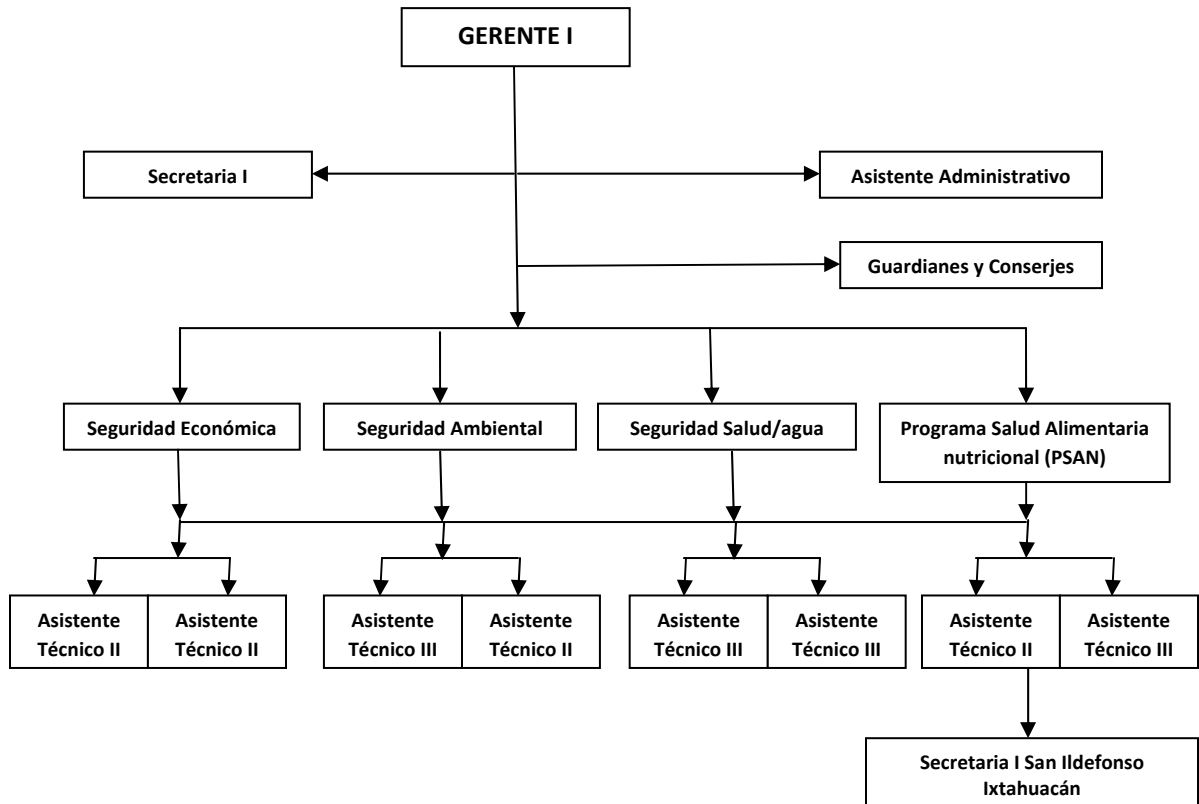 GERENTE I
Secretaria I
Asistente Administrativo
Guardianes y Conserjes
Seguridad Económica
Seguridad Ambiental
Seguridad Salud/agua
Programa Salud Alimentaria
nutricional (PSAN)
Asistente
Técnico II
Asistente
Técnico II
Asistente
Técnico III
Asistente
Técnico II
Asistente
Técnico III
Asistente
Técnico III
Asistente
Técnico II
Asistente
Técnico III
Secretaria I San Ildefonso
Ixtahuacán